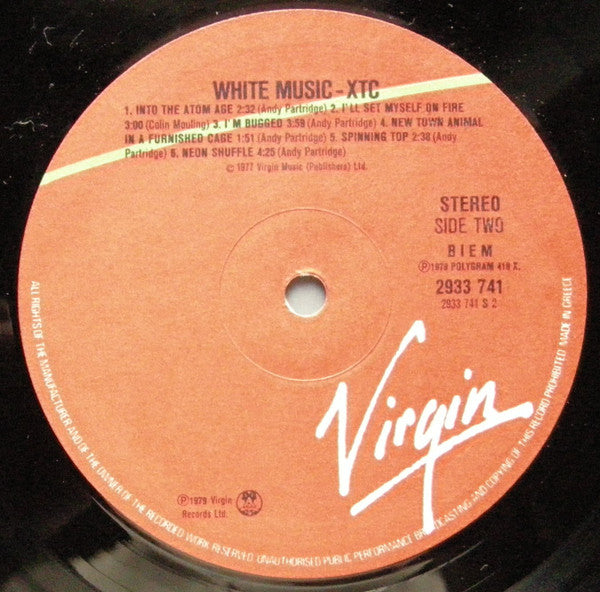 WHITE MUSIC - XTC
1. INTO THE ATOM AGE 2:32 (Andy Partridge) 2. I'LL SET MYSELF ON FIRE
3:00 (Colin Mouling) 3. I'M BUGGED 3:59 (Andy Partridge) 4. NEW TOWN ANIMAL
IN A FURNISHED CAGE 1:51 (Andy Partridge) 5. SPINNING TOP 2:38 (Andy
Partridge) 6. NEON SHUFFLE 4:25 (Andy Partridge)
© 1977 Virgin Music (Publishers) Ltd.
STEREO
SIDE TWO
BIEM
Ⓟ1979 POLYGRAM 419 X.
2933 741
2933 741 S 2
Virgin
Ⓟ1979 Virgin
Records Ltd.
ALL RIGHTS OF THE MANUFACTURER AND OF THE OWNER OF THE RECORDED WORK RESERVED. UNAUTHORISED PUBLIC PERFORMANCE BROADCASTING AND COPYING OF THIS RECORD PROHIBITED. MADE IN GREECE